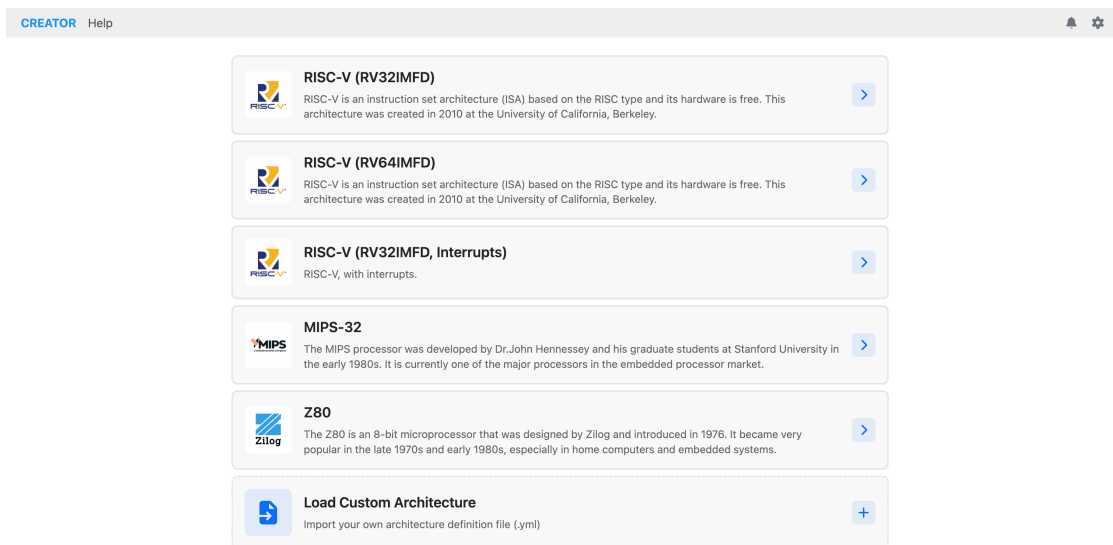 CREATOR Help
RISC-V (RV32IMFD)
RISC-V is an instruction set architecture (ISA) based on the RISC type and its hardware is free. This
architecture was created in 2010 at the University of California, Berkeley.
RISC-V
RISC-V (RV64IMFD)
RISC-V is an instruction set architecture (ISA) based on the RISC type and its hardware is free. This
architecture was created in 2010 at the University of California, Berkeley.
RISC-V
RISC-V (RV32IMFD, Interrupts)
RISC-V, with interrupts.
RISC-V
MIPS-32
MIPS
The MIPS processor was developed by Dr.John Hennessey and his graduate students at Stanford University in
the early 1980s. It is currently one of the major processors in the embedded processor market.
Z80
Zilog
The Z80 is an 8-bit microprocessor that was designed by Zilog and introduced in 1976. It became very
popular in the late 1970s and early 1980s, especially in home computers and embedded systems.
Load Custom Architecture
Import your own architecture definition file (.yml)